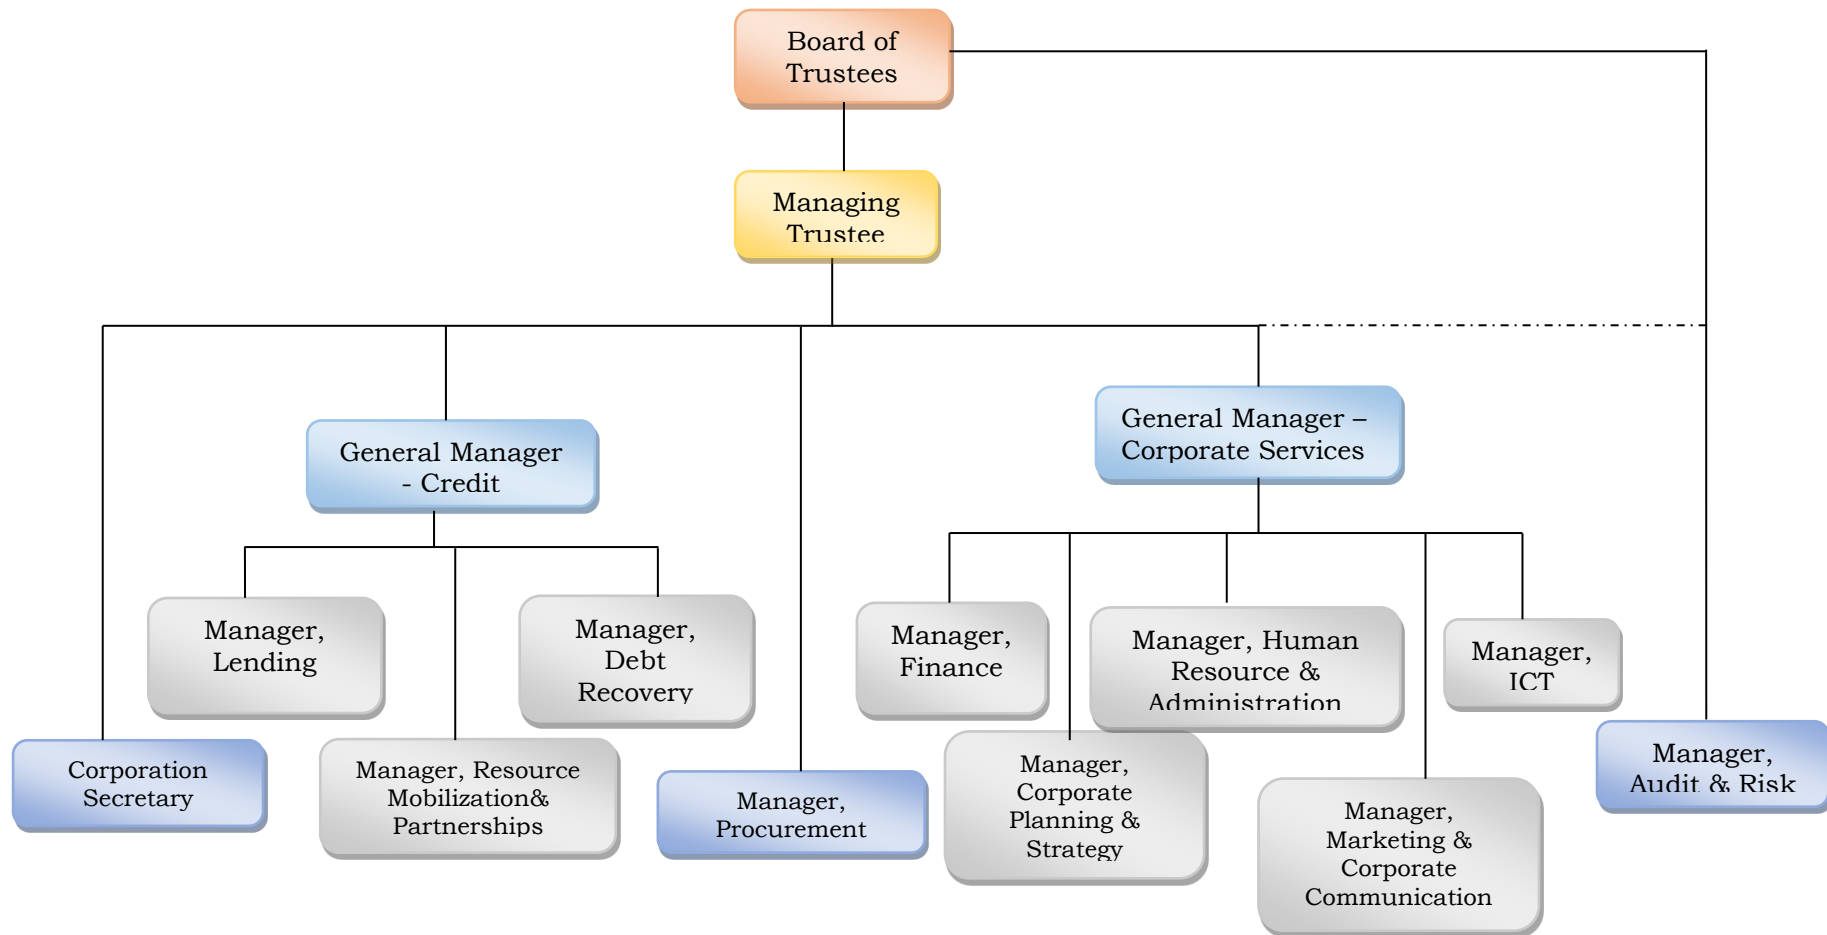 Board of
Trustees
Managing
Trustee
General Manager
- Credit
General Manager –
Corporate Services
Manager,
Lending
Manager,
Debt
Recovery
Manager,
Finance
Manager, Human
Resource &
Administration
Manager,
ICT
Corporation
Secretary
Manager, Resource
Mobilization&
Partnerships
Manager,
Procurement
Manager,
Corporate
Planning &
Strategy
Manager,
Marketing &
Corporate
Communication
Manager,
Audit & Risk